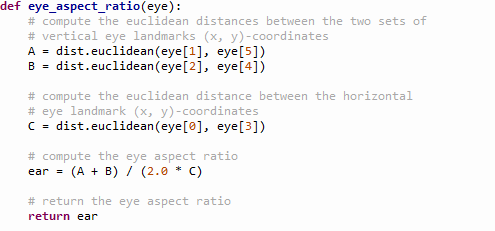 def eye_aspect_ratio(eye):
    # compute the euclidean distances between the two sets of
    # vertical eye landmarks (x, y)-coordinates
    A = dist.euclidean(eye[1], eye[5])
    B = dist.euclidean(eye[2], eye[4])

    # compute the euclidean distance between the horizontal
    # eye landmark (x, y)-coordinates
    C = dist.euclidean(eye[0], eye[3])

    # compute the eye aspect ratio
    ear = (A + B) / (2.0 * C)

    # return the eye aspect ratio
    return ear